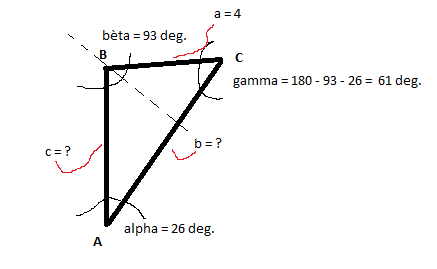 a = 4
bèta = 93 deg.
B
C
gamma = 180 - 93 - 26 = 61 deg.
c = ?
b = ?
alpha = 26 deg.
A